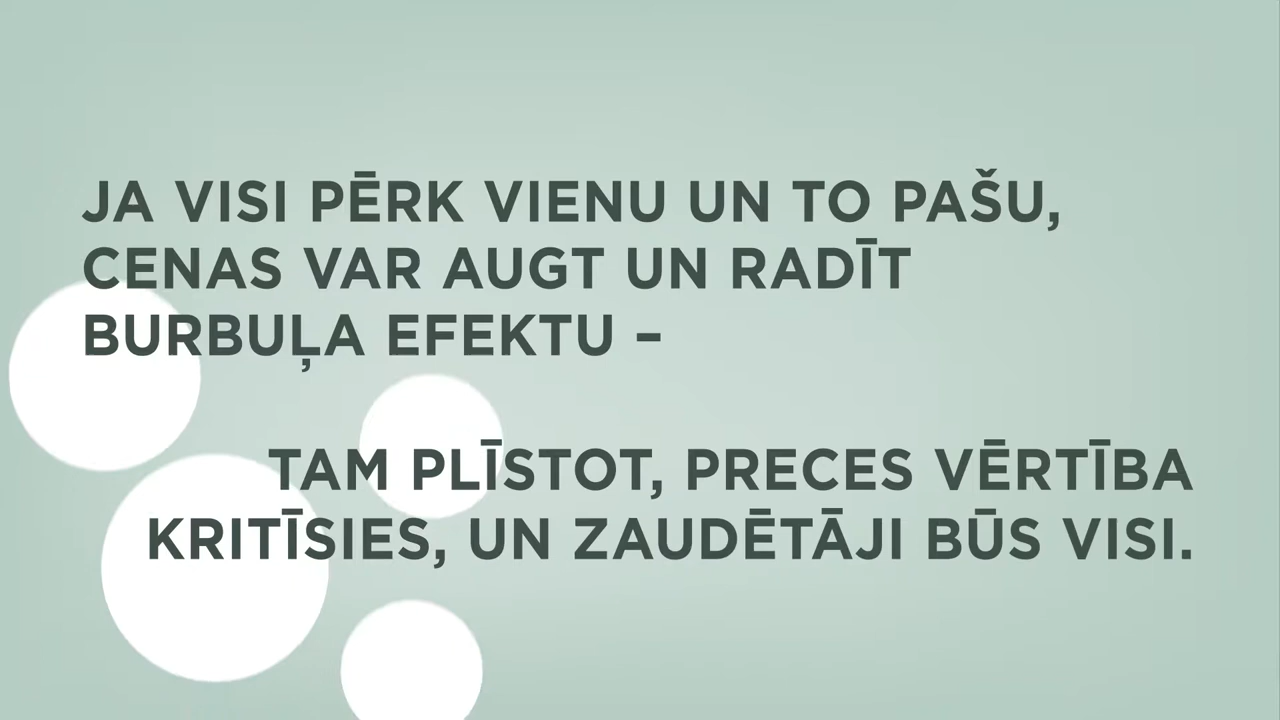 JA VISI PĒRK VIENU UN TO PAŠU,
CENAS VAR AUGT UN RADĪT
BURBUĻA EFEKTU –
TAM PLĪSTOT, PRECES VĒRTĪBA
KRITĪSIES, UN ZAUDĒTĀJI BŪS VISI.